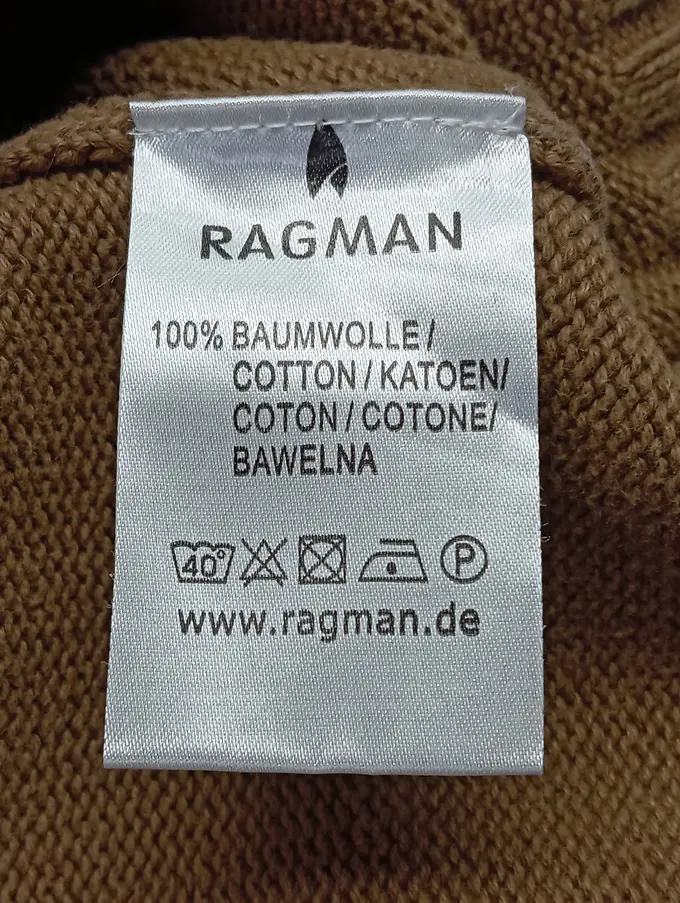 RAGMAN
100% BAUMWOLLE/
COTTON/KATOEN/
COTON/COTONE/
BAWELNA
40° P
www.ragman.de